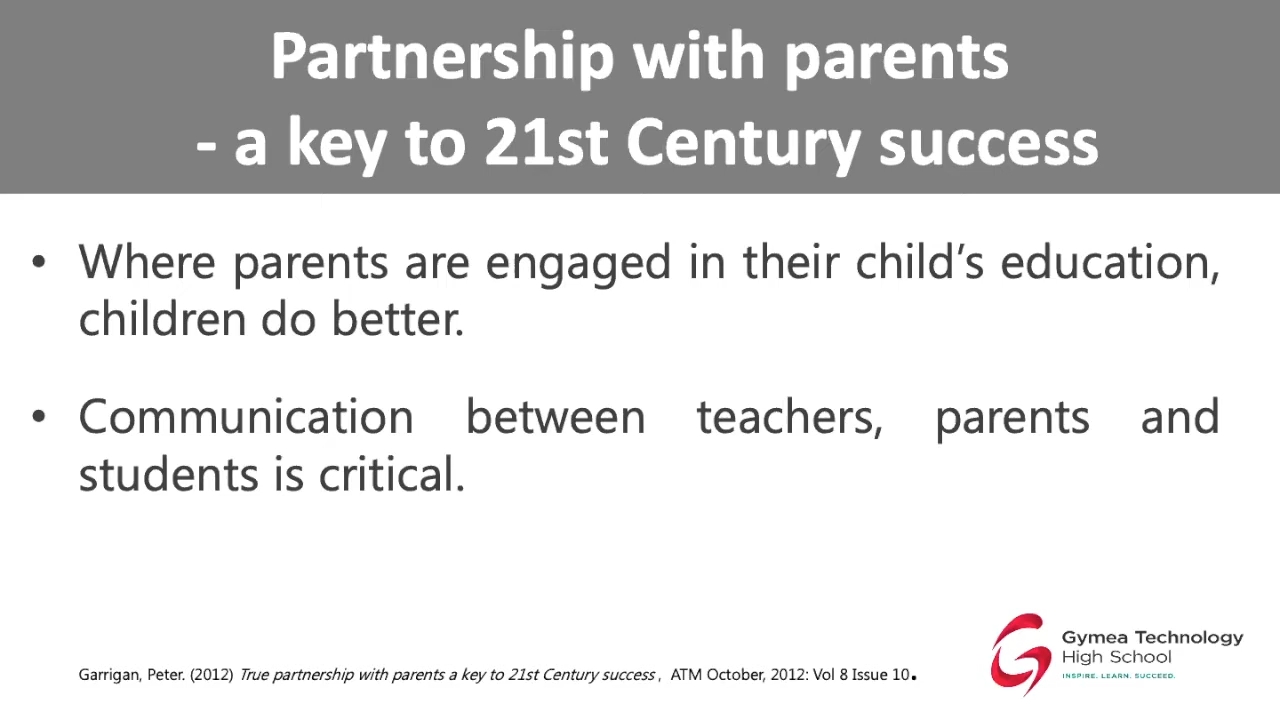 Partnership with parents
- a key to 21st Century success
• Where parents are engaged in their child’s education,
children do better.
• Communication between teachers, parents and
students is critical.
Garrigan, Peter. (2012) True partnership with parents a key to 21st Century success , ATM October, 2012: Vol 8 Issue 10.
Gymea Technology
High School
INSPIRE. LEARN. SUCCEED.